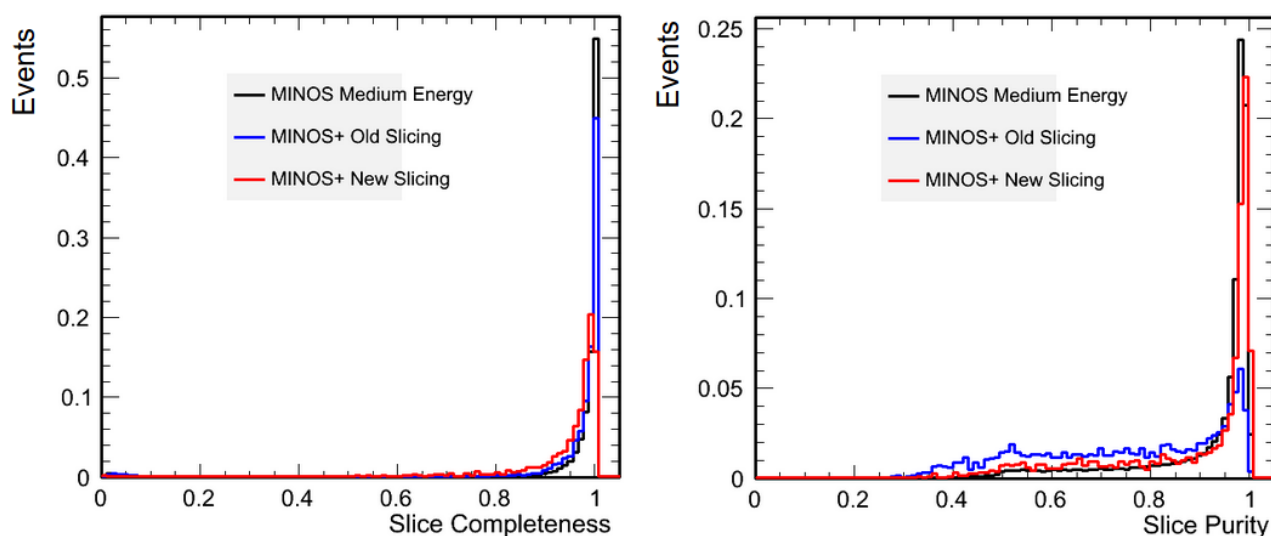 Events
0.5
0.4
0.3
0.2
0.1
0
MINOS Medium Energy
MINOS+ Old Slicing
MINOS+ New Slicing
0 0.2 0.4 0.6 0.8 1
Slice Completeness
Events
0.25
0.2
0.15
0.1
0.05
0
MINOS Medium Energy
MINOS+ Old Slicing
MINOS+ New Slicing
0 0.2 0.4 0.6 0.8 1
Slice Purity